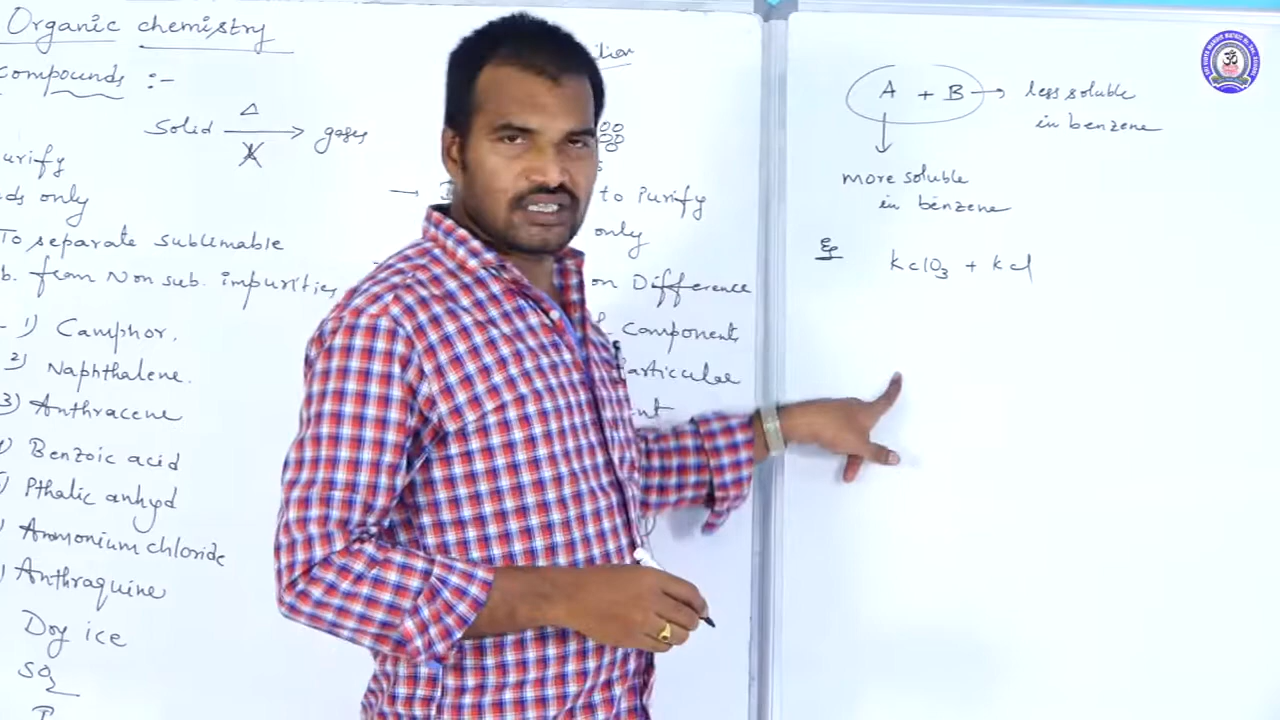 Organic chemistry
compounds :-
Δ
Solid → gases
urify
ds only
To separate sublimable
b. from Non sub. impurities
1) Camphor.
2) Naphthalene.
3) Anthracene
Benzoic acid
Pthalic anhyd
Ammonium chloride
Anthraquine
Dry ice
to Purify
only
on Difference
components
Particular
A + B → less soluble
in benzene
more soluble
in benzene
Eg
KClO3 + KCl